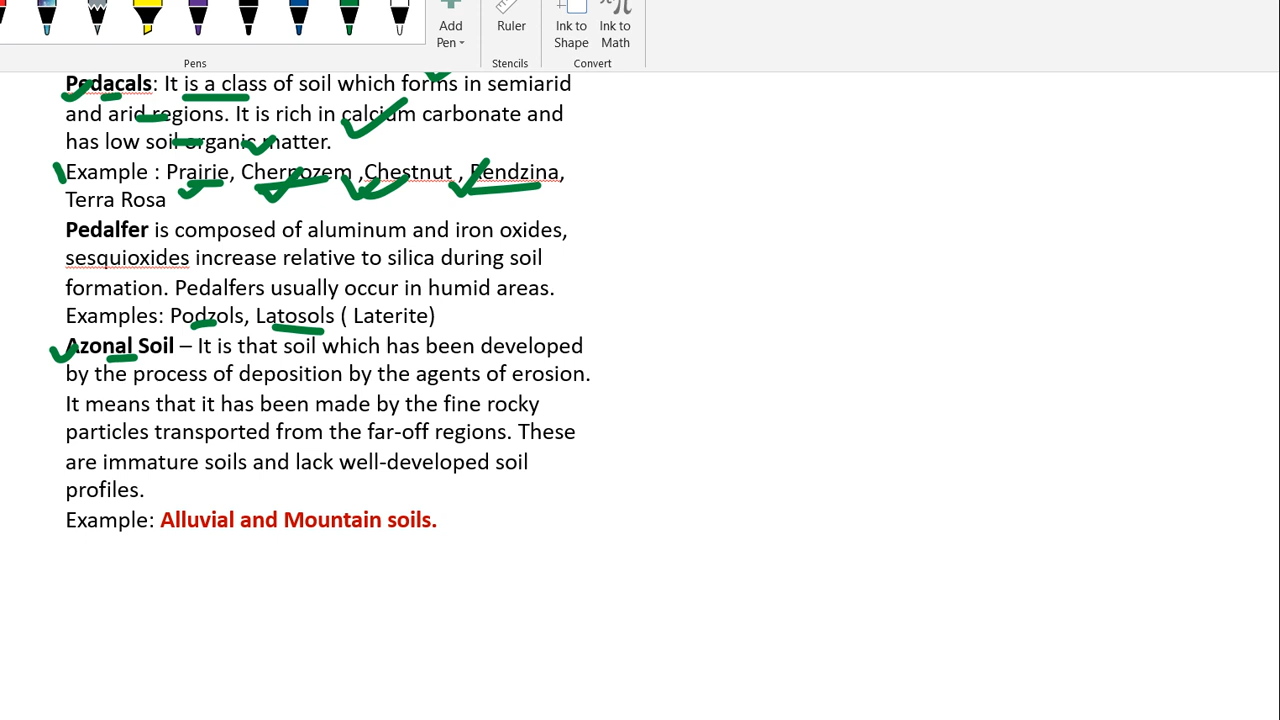 Add
Pen
Ruler
Ink to
Shape
Ink to
Math
Pens
Stencils
Convert
Pedacals: It is a class of soil which forms in semiarid
and arid regions. It is rich in calcium carbonate and
has low soil organic matter.
Example : Prairie, Chernozem ,Chestnut , Rendzina,
Terra Rosa
Pedalfer is composed of aluminum and iron oxides,
sesquioxides increase relative to silica during soil
formation. Pedalfers usually occur in humid areas.
Examples: Podzols, Latosols ( Laterite)
Azonal Soil – It is that soil which has been developed
by the process of deposition by the agents of erosion.
It means that it has been made by the fine rocky
particles transported from the far-off regions. These
are immature soils and lack well-developed soil
profiles.
Example: Alluvial and Mountain soils.